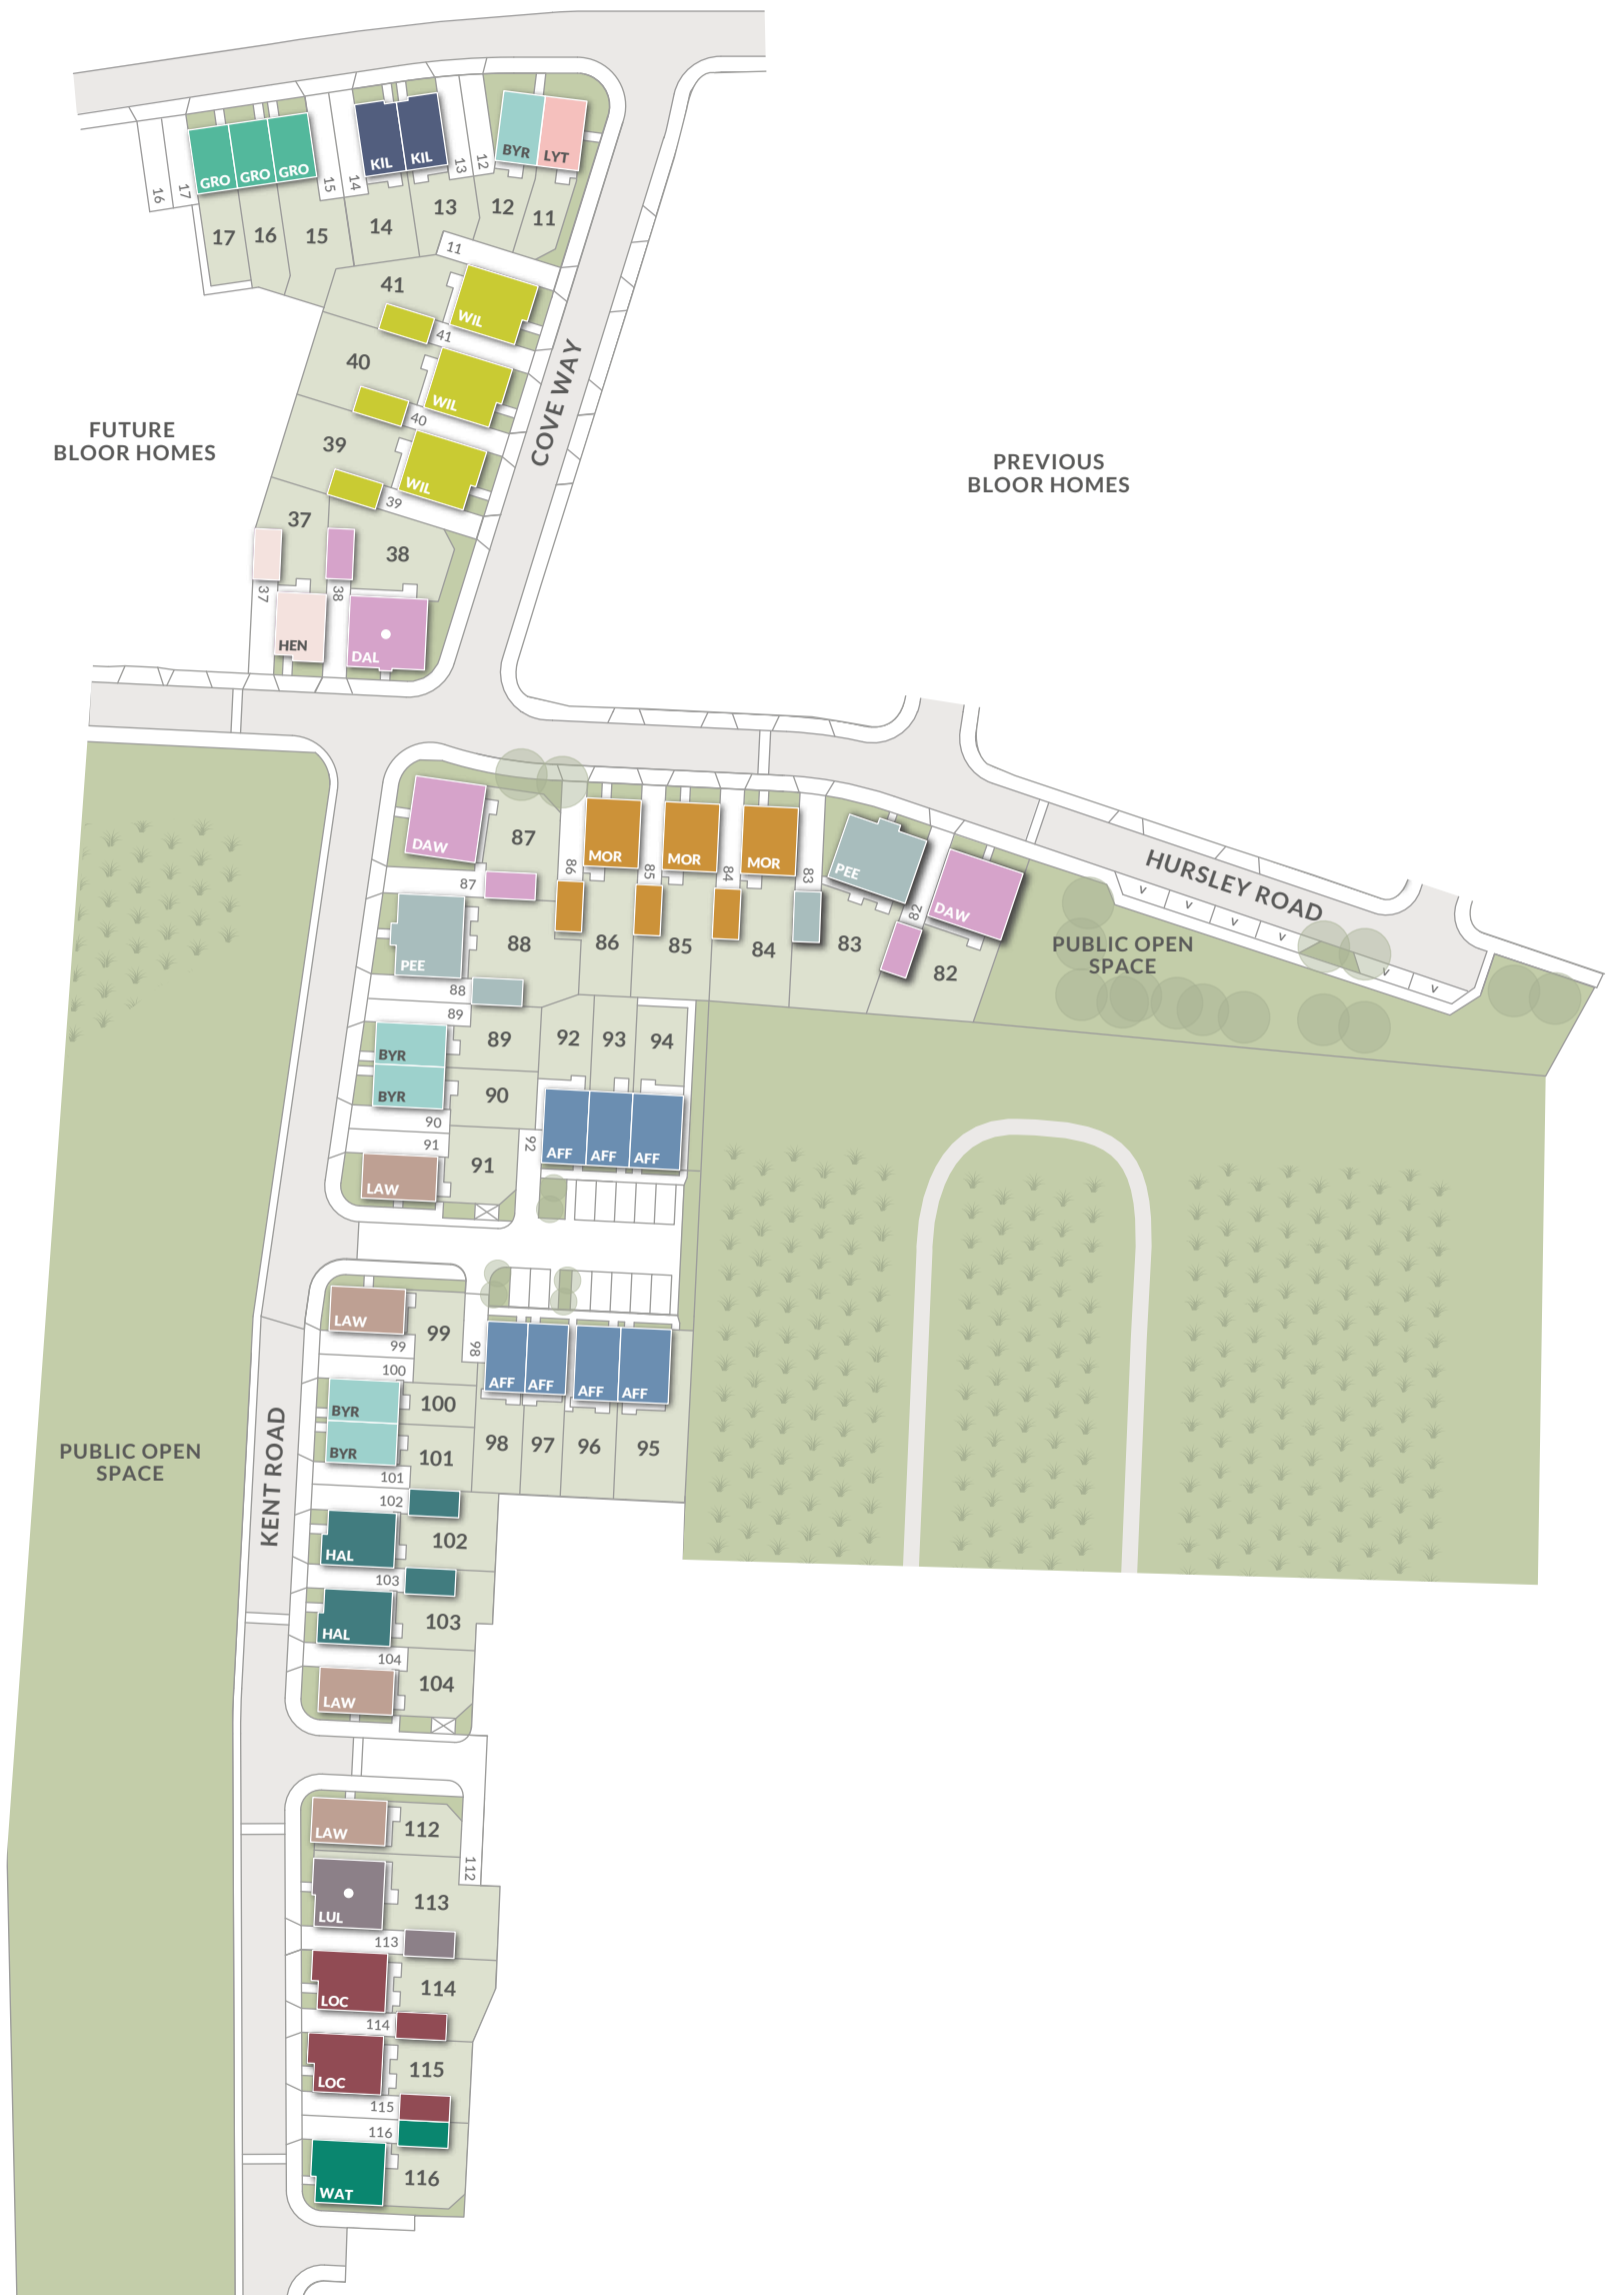 KIL
KIL
BYR
LYT
GRO
GRO
GRO
16
17
15
14
13
12
17
16
15
14
13
12
11
11
41
WIL
41
40
WIL
40
39
WIL
39
COVE WAY
FUTURE
BLOOR HOMES
PREVIOUS
BLOOR HOMES
37
38
37
38
HEN
DAL
DAW
87
87
MOR
MOR
MOR
86
85
84
83
PEE
82
DAW
HURSLEY ROAD
V
V
V
V
V
V
PUBLIC OPEN
SPACE
PEE
88
86
85
84
83
82
88
89
BYR
89
BYR
90
90
91
LAW
91
92
93
94
92
AFF
AFF
AFF
LAW
99
99
100
98
AFF
AFF
AFF
AFF
BYR
100
BYR
101
101
98
97
96
95
KENT ROAD
PUBLIC OPEN
SPACE
102
HAL
102
103
HAL
103
104
LAW
104
LAW
112
112
LUL
113
113
LOC
114
114
LOC
115
115
116
WAT
116